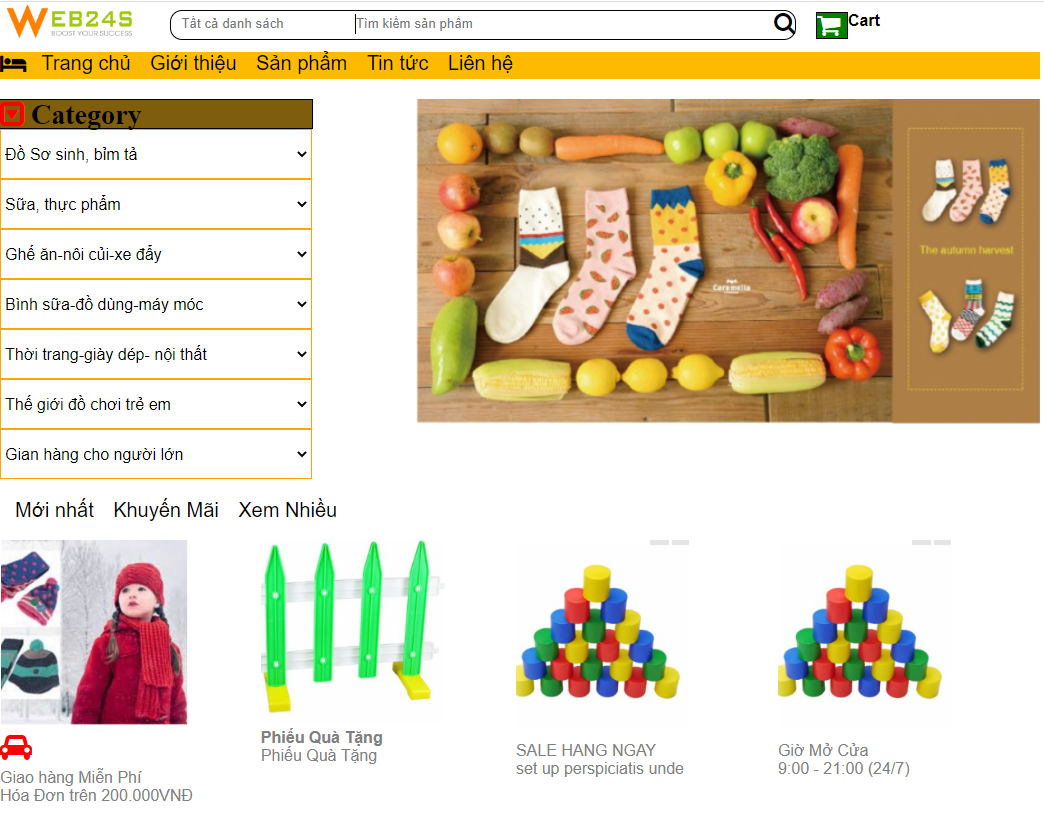 WEB24S
BOOST YOUR SUCCESS
Tất cả danh sách
Tìm kiếm sản phẩm
Cart
Trang chủ Giới thiệu Sản phẩm Tin tức Liên hệ
Category
Đồ Sơ sinh, bỉm tả
Sữa, thực phẩm
Ghế ăn-nôi củi-xe đẩy
Bình sữa-đồ dùng-máy móc
Thời trang-giày dép- nội thất
Thế giới đồ chơi trẻ em
Gian hàng cho người lớn
Caramella
The autumn harvest
Mới nhất Khuyến Mãi Xem Nhiều
Giao hàng Miễn Phí
Hóa Đơn trên 200.000VNĐ
Phiếu Quà Tặng
Phiếu Quà Tặng
SALE HANG NGAY
set up perspiciatis unde
Giờ Mở Cửa
9:00 - 21:00 (24/7)